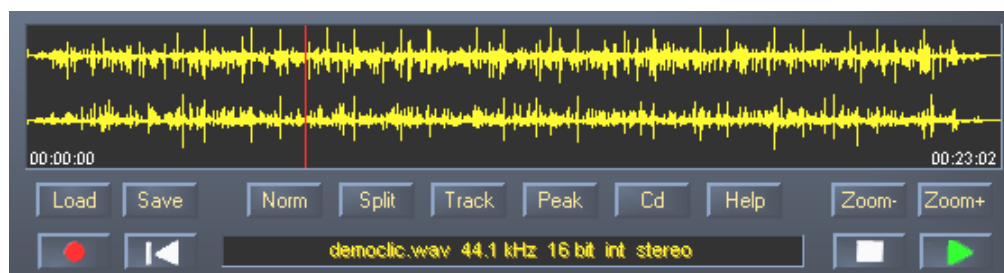 00:00:00 00:23:02
Load Save Norm Split Track Peak Cd Help Zoom- Zoom+
democlic.wav 44.1 kHz 16 bit int stereo